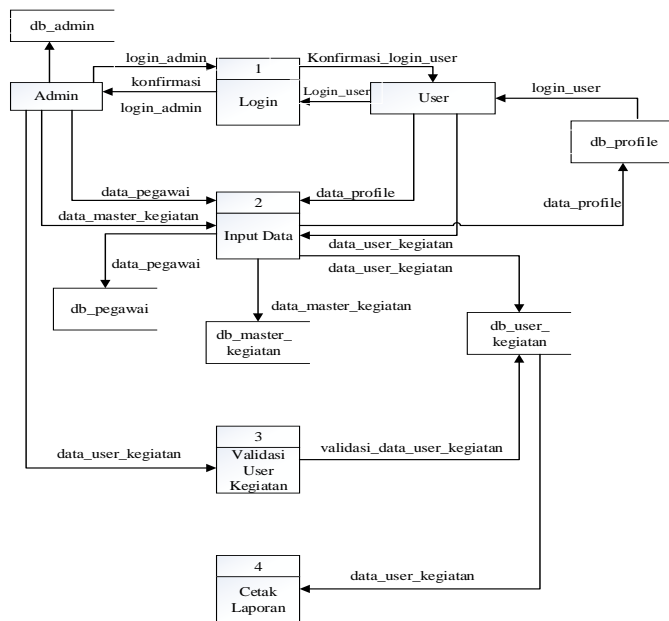 db_admin
login_admin
1
Konfirmasi_login_user
konfirmasi
Admin
login_admin
Login
Login_user
User
login_user
db_profile
data_pegawai
2
data_profile
data_profile
data_master_kegiatan
Input Data
data_user_kegiatan
data_pegawai
data_user_kegiatan
db_pegawai
data_master_kegiatan
db_master_
kegiatan
db_user_
kegiatan
3
data_user_kegiatan
Validasi
User
Kegiatan
validasi_data_user_kegiatan
4
Cetak
Laporan
data_user_kegiatan